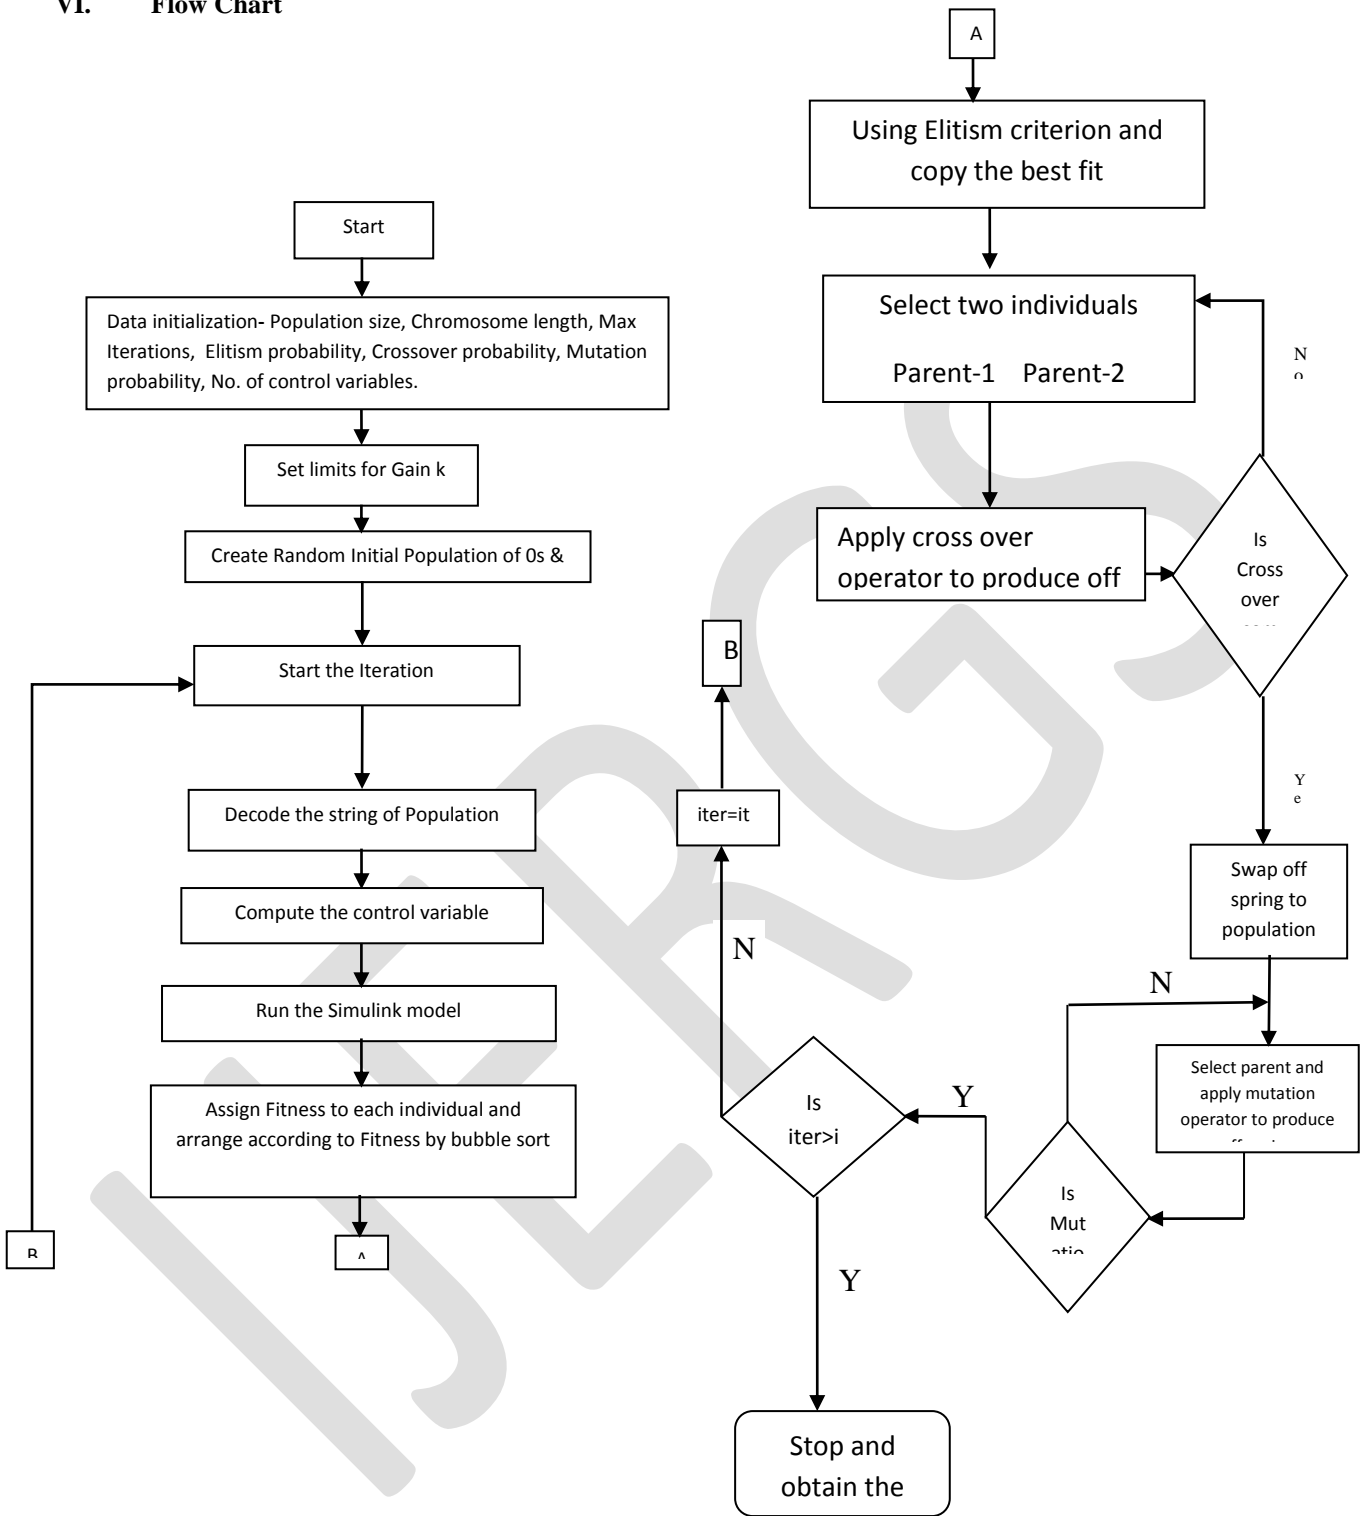 VI. Flow Chart
Start
Data initialization- Population size, Chromosome length, Max
Iterations, Elitism probability, Crossover probability, Mutation
probability, No. of control variables.
Set limits for Gain k
Create Random Initial Population of 0s &
Start the Iteration
Decode the string of Population
Compute the control variable
Run the Simulink model
Assign Fitness to each individual and
arrange according to Fitness by bubble sort
A
B
A
Using Elitism criterion and
copy the best fit
Select two individuals
Parent-1 Parent-2
N
o
Apply cross over
operator to produce off
Is
Cross
over
Y
e
Swap off
spring to
population
N
Select parent and
apply mutation
operator to produce
Is
Mut
atio
Y
Is
iter>i
N
iter=it
B
Y
Stop and
obtain the
IJERGS